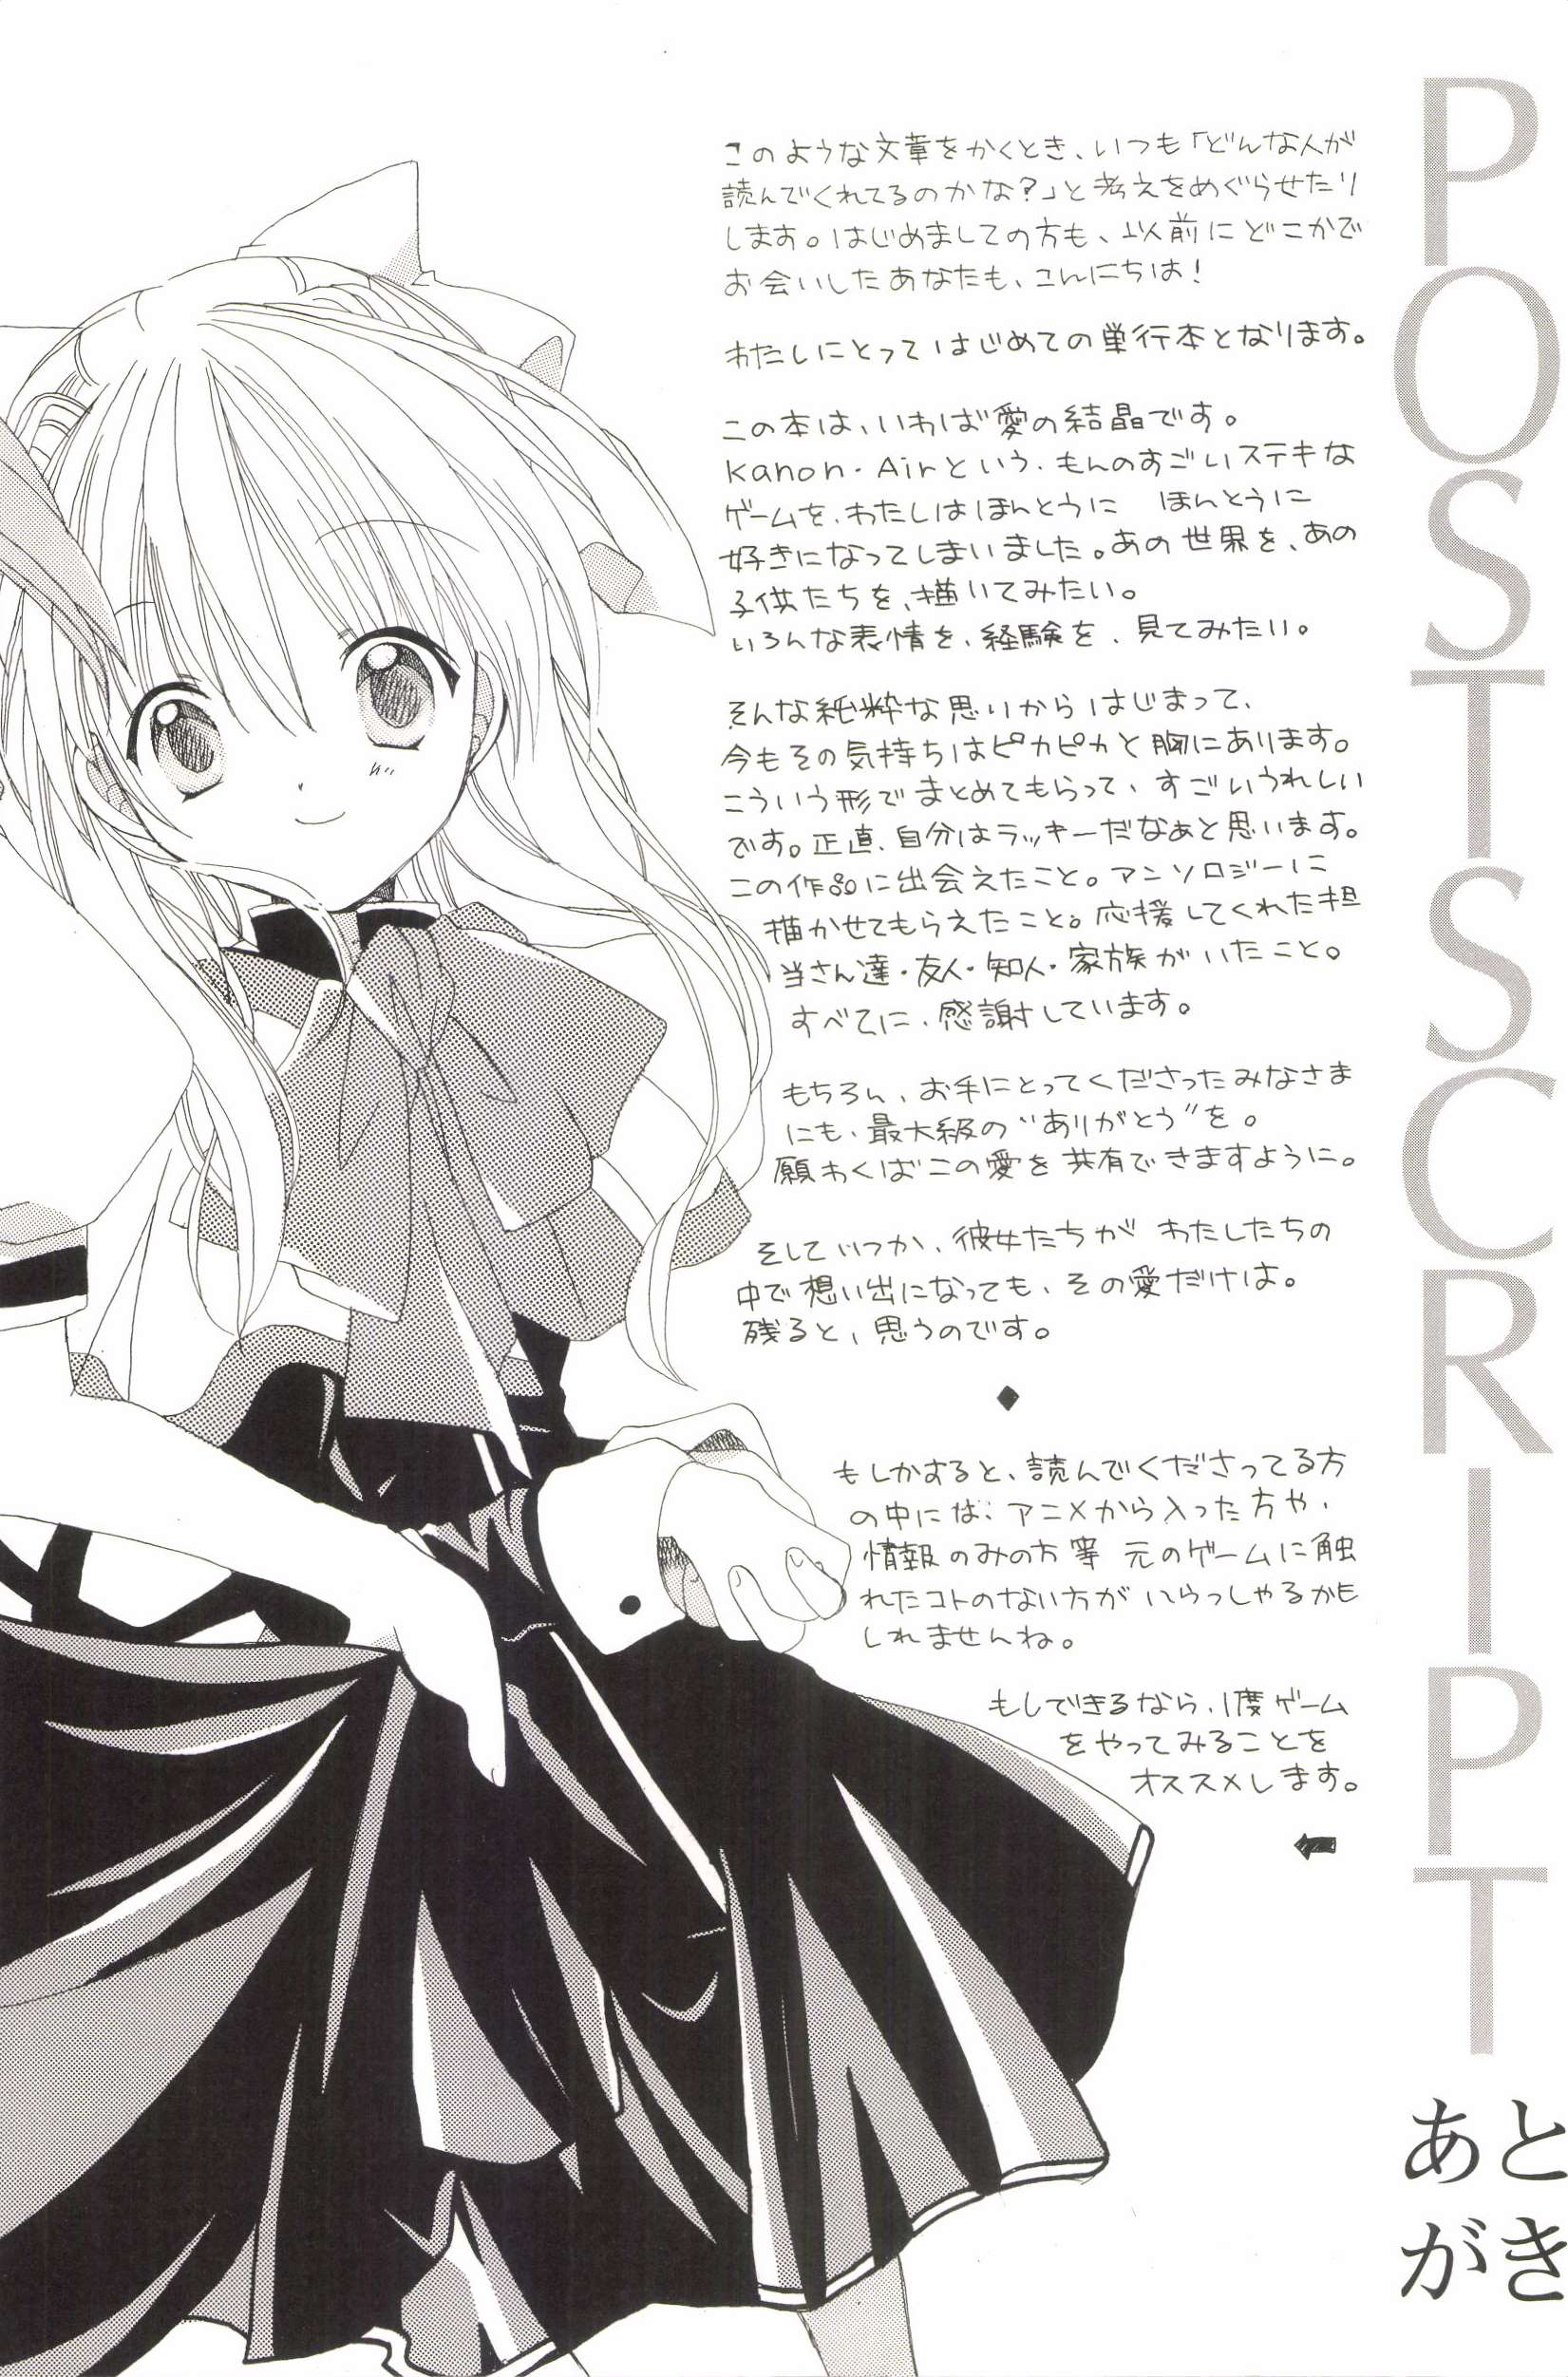 POSTSCRIPT
あとがき
このような文章をかくとき、いつも「どんな人が
読んでくれてるのかな?」と考えをめぐらせたり
します。はじめましての方も、以前にどこかで
お会いしたあなたも、こんにちは!
わたしにとってはじめての単行本となります。
この本は、いわば愛の結晶です。
Kanon・Airという、もんのすごいステキな
ゲームを、わたしはほんとうに ほんとうに
好きになってしまいました。あの世界を、あの
子供たちを、描いてみたい。
いろんな表情を、経験を、見てみたい。
そんな純粋な思いからはじまって、
今もその気持ちはピカピカと胸にあります。
こういう形でまとめてもらって、すごいうれしい
です。正直、自分はラッキーだなぁと思います。
この作品に出会えたこと。アンソロジーに
描かせてもらえたこと。応援してくれた担
当さん達・友人・知人・家族がいたこと。
すべてに、感謝しています。
もちろん、お手にとってくださったみなさま
にも、最大級の“ありがとう”を。
願わくばこの愛を共有できますように。
そしていつか、彼女たちが わたしたちの
中で想い出になっても、その愛だけは。
残ると、思うのです。
もしかすると、読んでくださってる方
の中には、アニメから入った方や、
情報のみの方等 元のゲームに触
れたコトのない方がいらっしゃるかも
しれませんね。
もしできるなら、1度ゲーム
をやってみることを
オススメします。